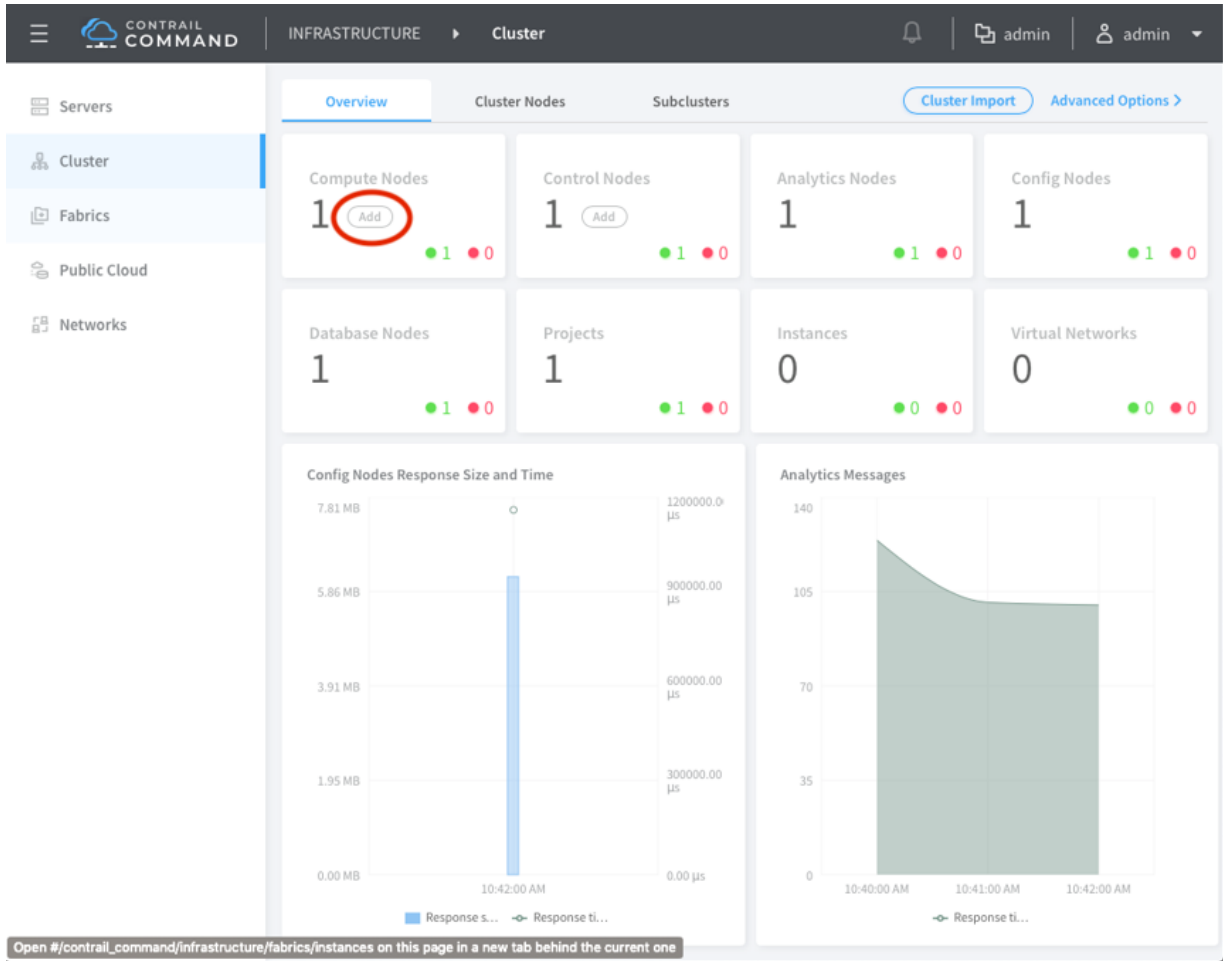 CONTRAIL
COMMAND
INFRASTRUCTURE Cluster
admin
admin
Servers
Cluster
Fabrics
Public Cloud
Networks
Overview
Cluster Nodes
Subclusters
Cluster Import
Advanced Options
Compute Nodes
1 Add
1 0
Control Nodes
1 Add
1 0
Analytics Nodes
1
1 0
Config Nodes
1
1 0
Database Nodes
1
1 0
Projects
1
1 0
Instances
0
0 0
Virtual Networks
0
0 0
Config Nodes Response Size and Time
7.81 MB
5.86 MB
3.91 MB
1.95 MB
0.00 MB
1200000.0
µs
900000.00
µs
600000.00
µs
300000.00
µs
0.00 µs
10:42:00 AM
Response s... Response ti...
Analytics Messages
140
105
70
35
0
10:40:00 AM 10:41:00 AM 10:42:00 AM
Response ti...
Open #/contrail_command/infrastructure/fabrics/instances on this page in a new tab behind the current one